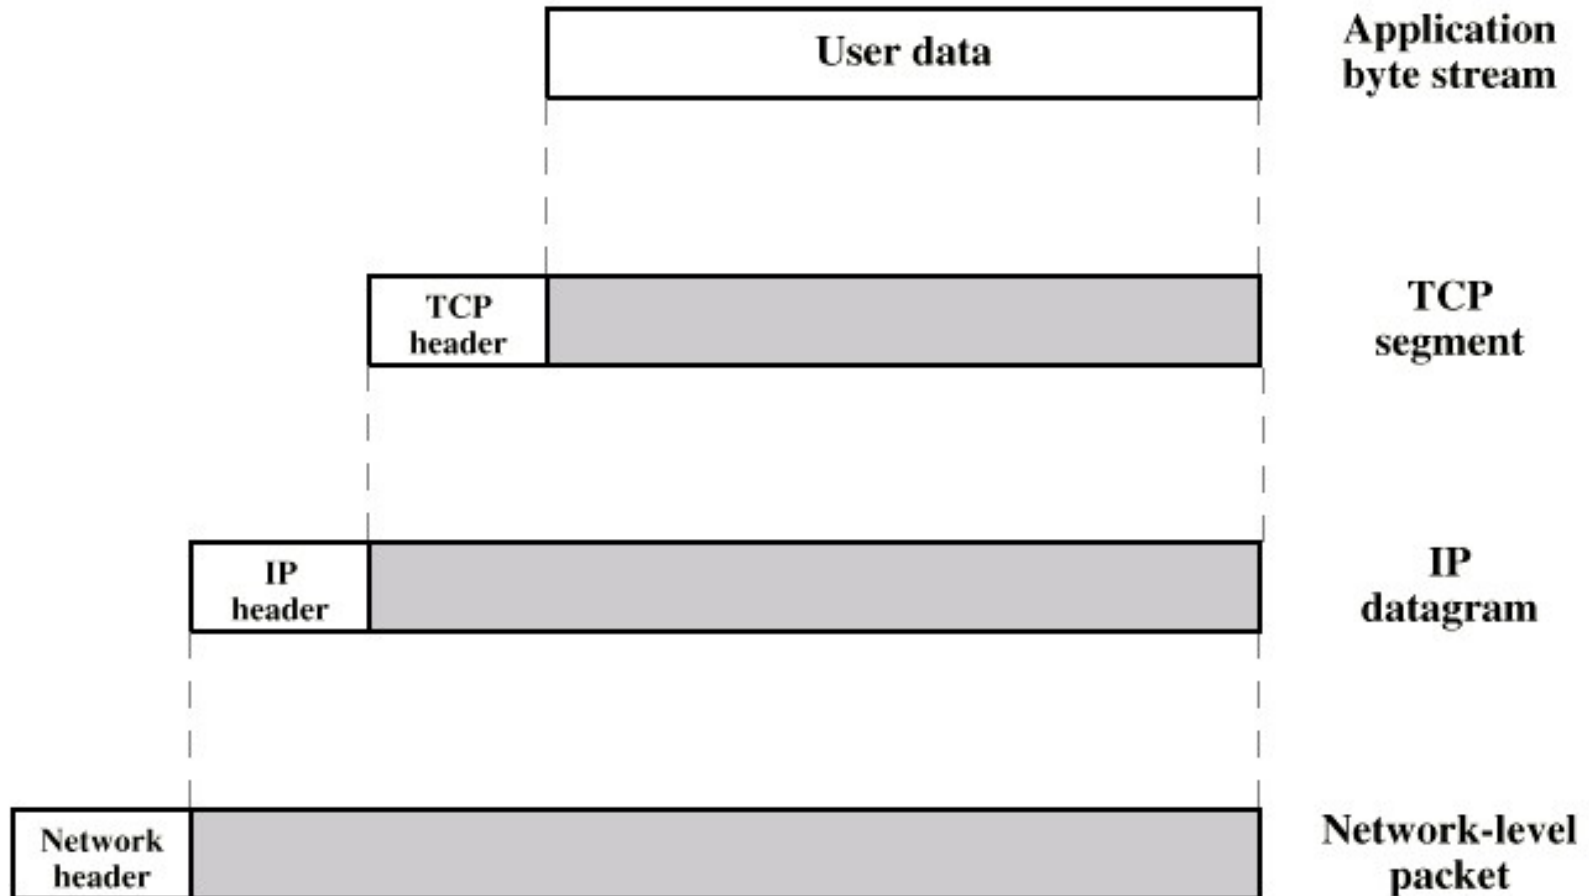 User data
Application
byte stream
TCP
header
TCP
segment
IP
header
IP
datagram
Network
header
Network-level
packet